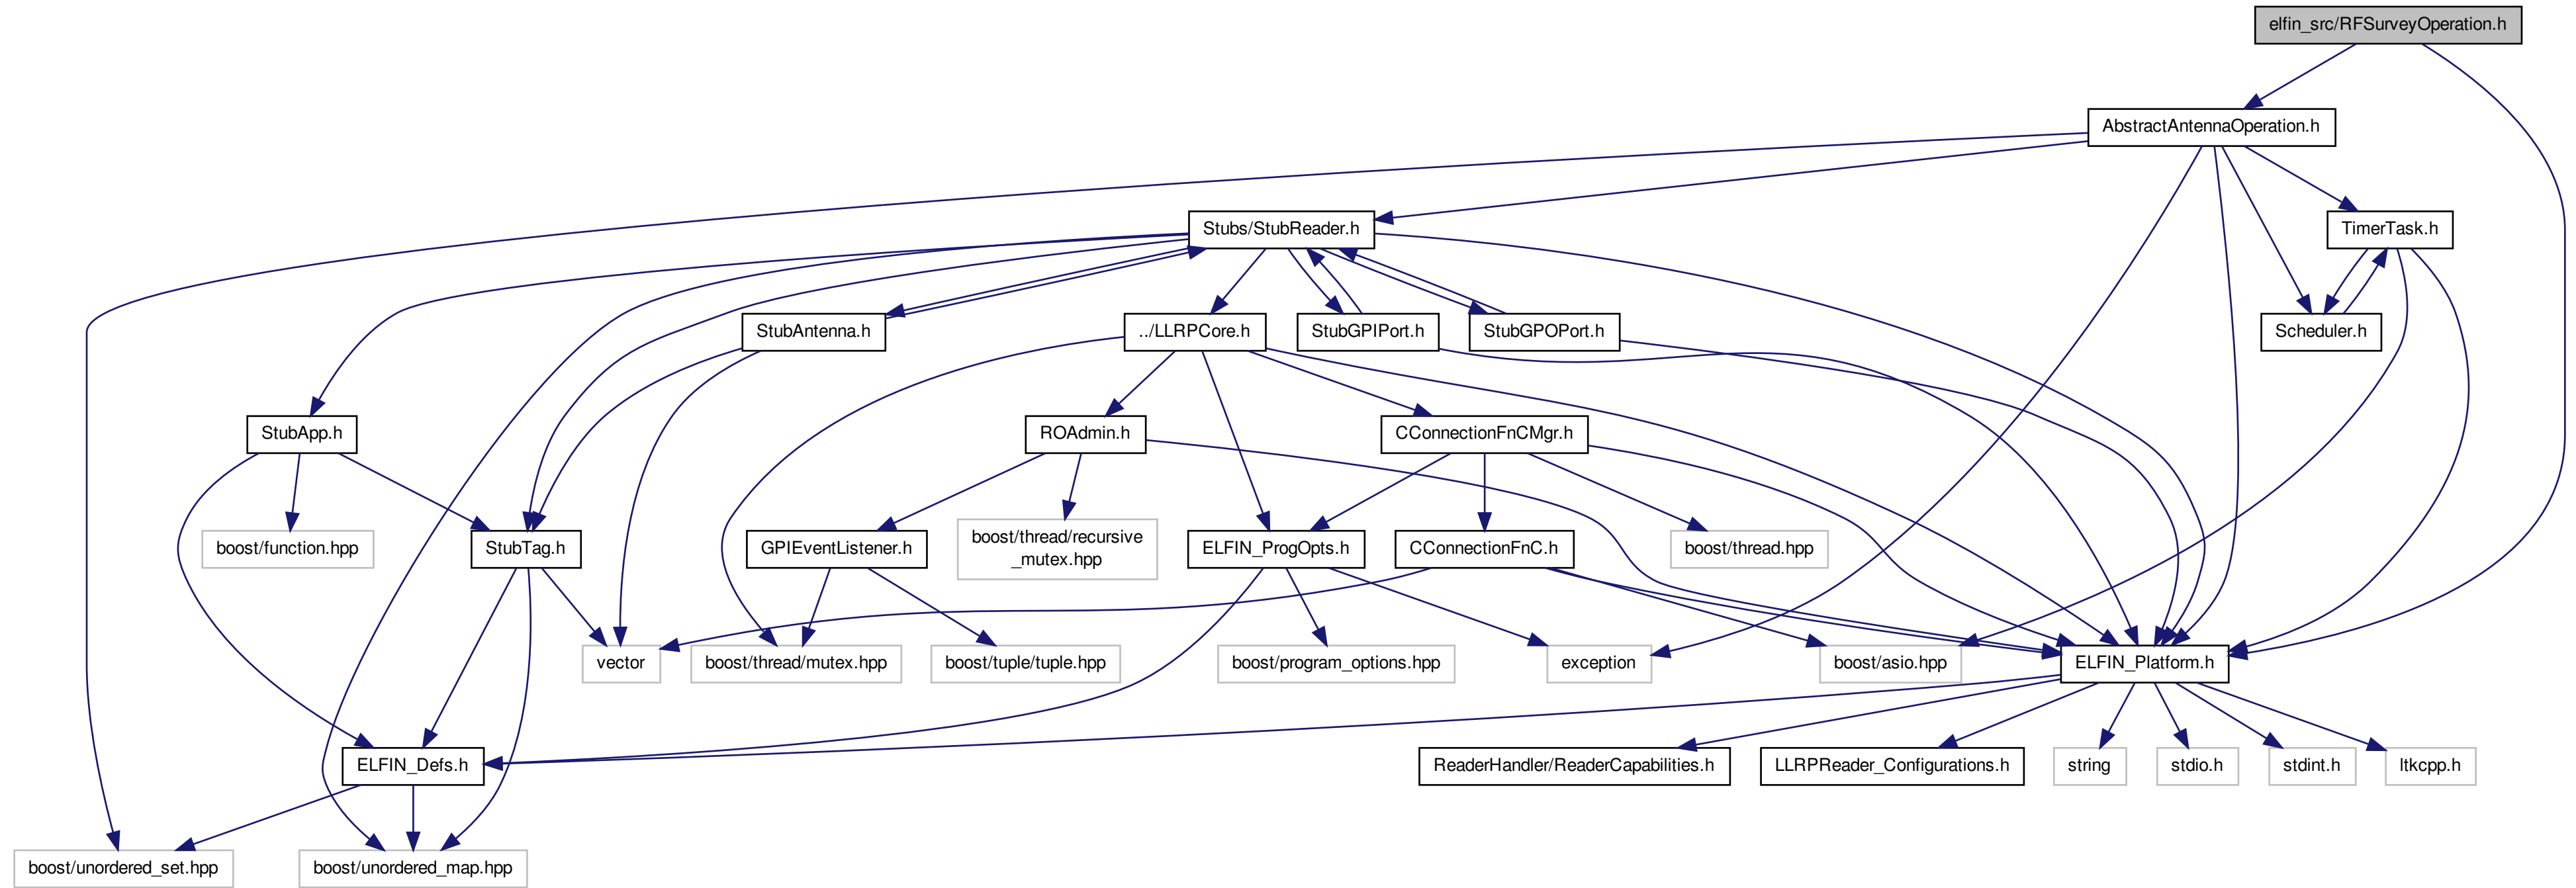 elfin_src/RFSurveyOperation.h
AbstractAntennaOperation.h
Stubs/StubReader.h
TimerTask.h
StubAntenna.h
../LLRPCore.h
StubGPIPort.h
StubGPOPort.h
Scheduler.h
StubApp.h
ROAdmin.h
CConnectionFnCMgr.h
boost/function.hpp
StubTag.h
GPIEventListener.h
boost/thread/recursive
_mutex.hpp
ELFIN_ProgOpts.h
CConnectionFnC.h
boost/thread.hpp
vector
boost/thread/mutex.hpp
boost/tuple/tuple.hpp
boost/program_options.hpp
exception
boost/asio.hpp
ELFIN_Platform.h
ELFIN_Defs.h
ReaderHandler/ReaderCapabilities.h
LLRPReader_Configurations.h
string
stdio.h
stdint.h
ltkcpp.h
boost/unordered_set.hpp
boost/unordered_map.hpp